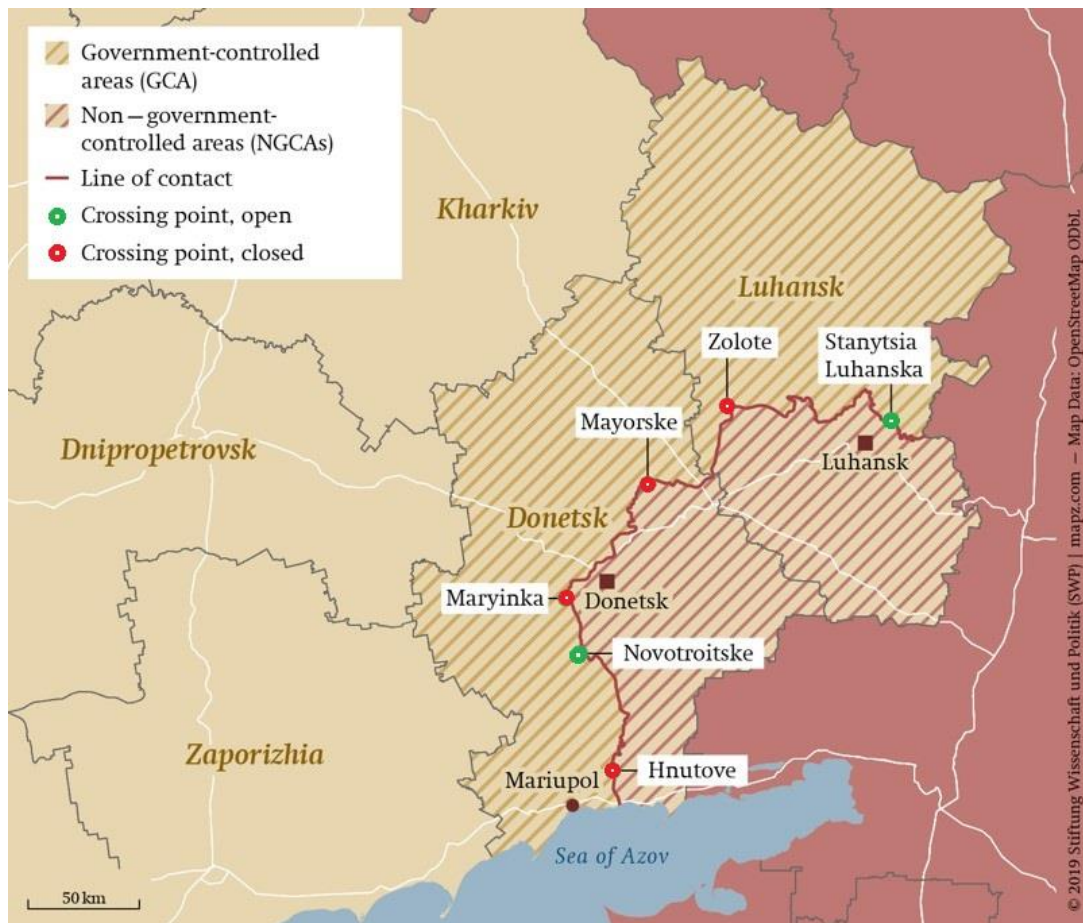 Government-controlled
areas (GCA)
Non – government-
controlled areas (NGCAs)
Line of contact
Crossing point, open
Crossing point, closed
Kharkiv
Luhansk
Zolote
Stanytsia
Luhanska
Mayorske
Dnipropetrovsk
Luhansk
Donetsk
Maryinka
Donetsk
Novotroitske
Zaporizhia
Mariupol
Hnutove
Sea of Azov
50 km
© 2019 Stiftung Wissenschaft und Politik (SWP) | mapz.com – Map Data: OpenStreetMap ODbL